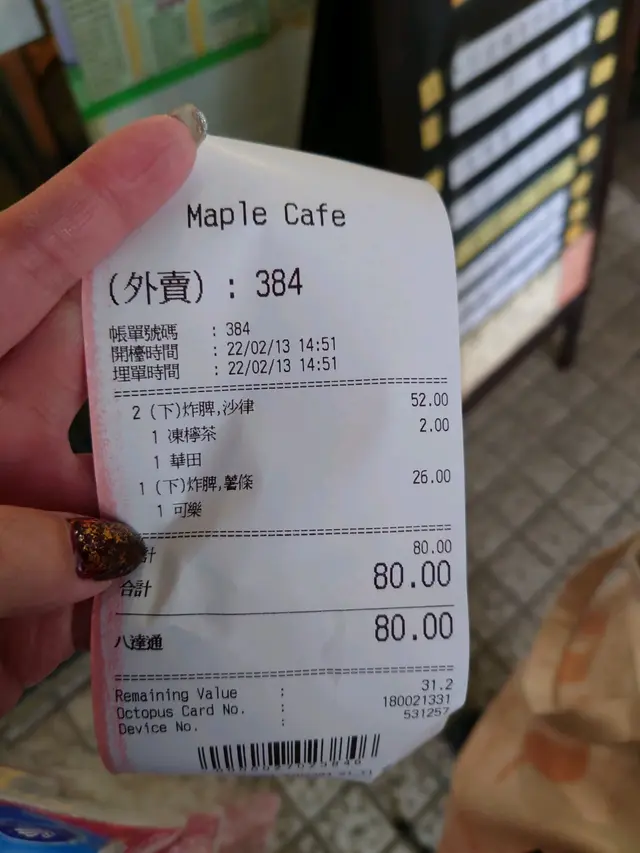 Maple Cafe
(外賣) : 384
帳單號碼 : 384
開檯時間 : 22/02/13 14:51
埋單時間 : 22/02/13 14:51
2 (下)炸脾,沙律 52.00
1 凍檸茶 2.00
1 華田
1 (下)炸脾,薯條 26.00
1 可樂
計 80.00
合計 80.00
八達通 80.00
Remaining Value : 31.2
Octopus Card No. : 180021331
Device No. : 531257